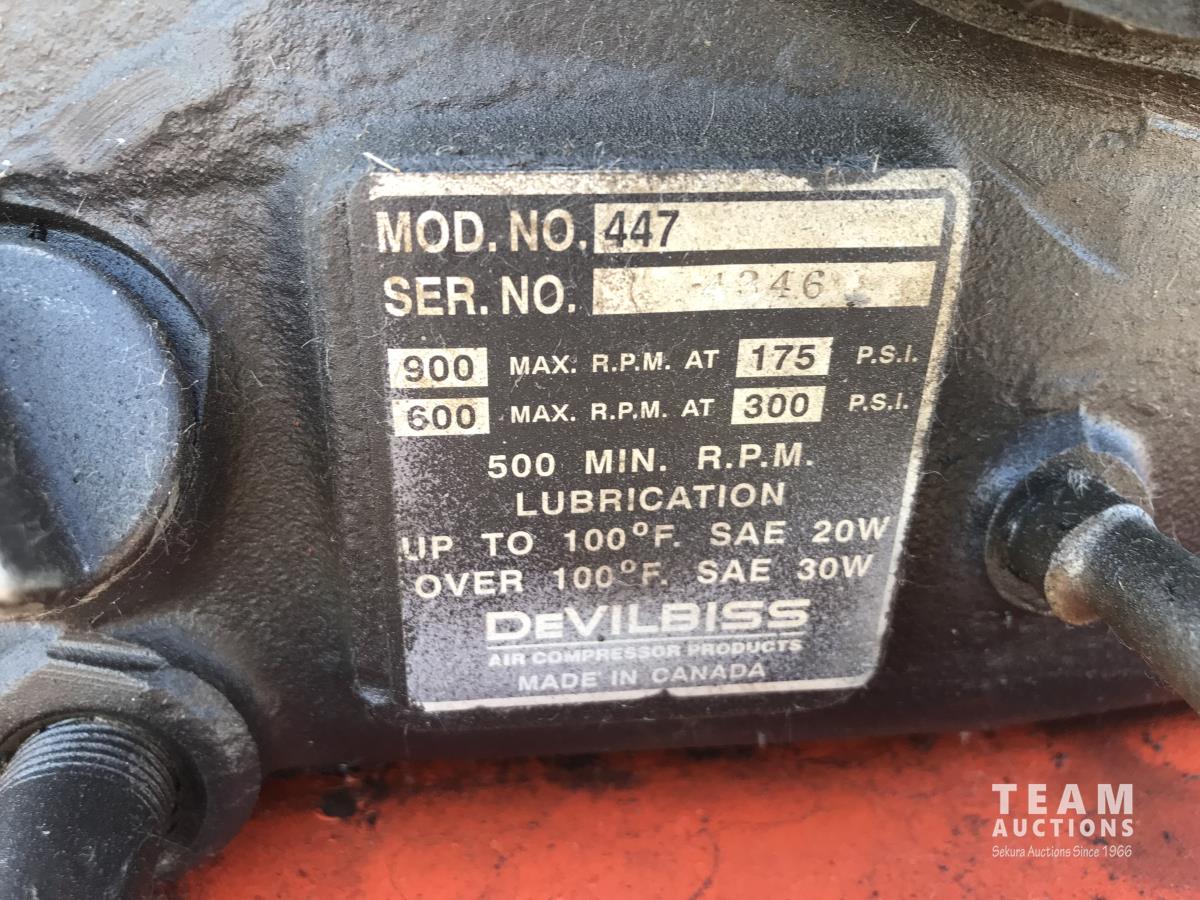 MOD. NO. 447
SER. NO. 4346
900 MAX. R.P.M. AT 175 P.S.I.
600 MAX. R.P.M. AT 300 P.S.I.
500 MIN. R.P.M.
LUBRICATION
UP TO 100°F. SAE 20W
OVER 100°F. SAE 30W
DeVILBISS
AIR COMPRESSOR PRODUCTS
MADE IN CANADA
TEAM
AUCTIONS
Sekura Auctions Since 1966